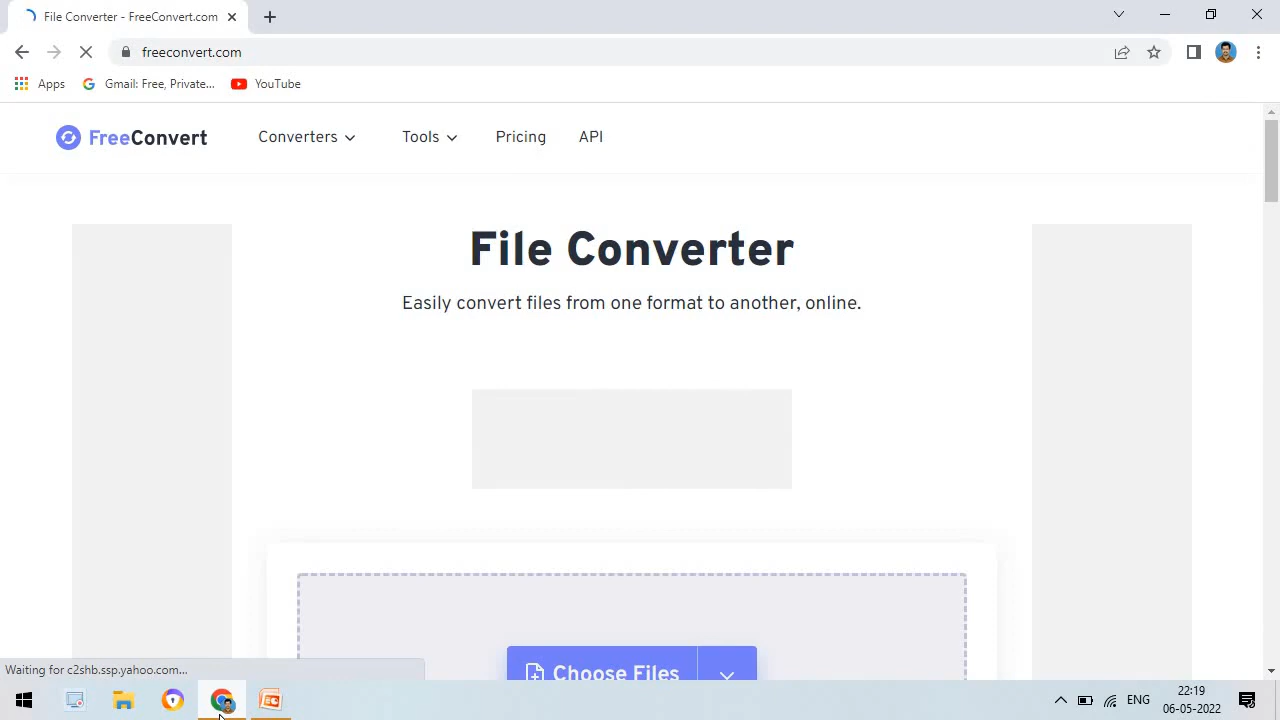 File Converter - FreeConvert.com
freeconvert.com
Apps Gmail: Free, Private... YouTube
FreeConvert Converters Tools Pricing API
File Converter
Easily convert files from one format to another, online.
Choose Files
Waiting for c2shb.ssp.yahoo.com...
ENG 22:19
06-05-2022